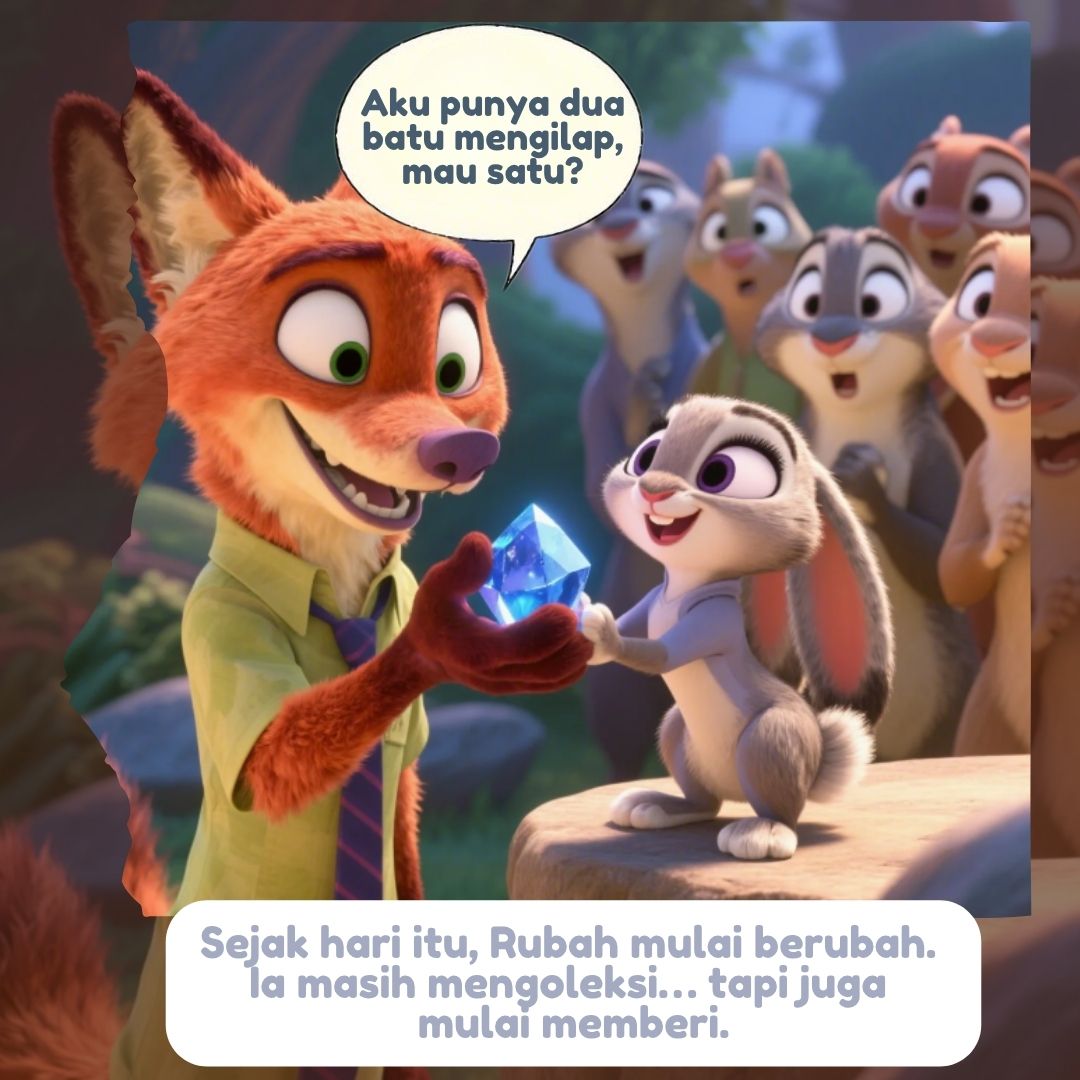 Aku punya dua
batu mengilap,
mau satu?
Sejak hari itu, Rubah mulai berubah.
Ia masih mengoleksi... tapi juga
mulai memberi.